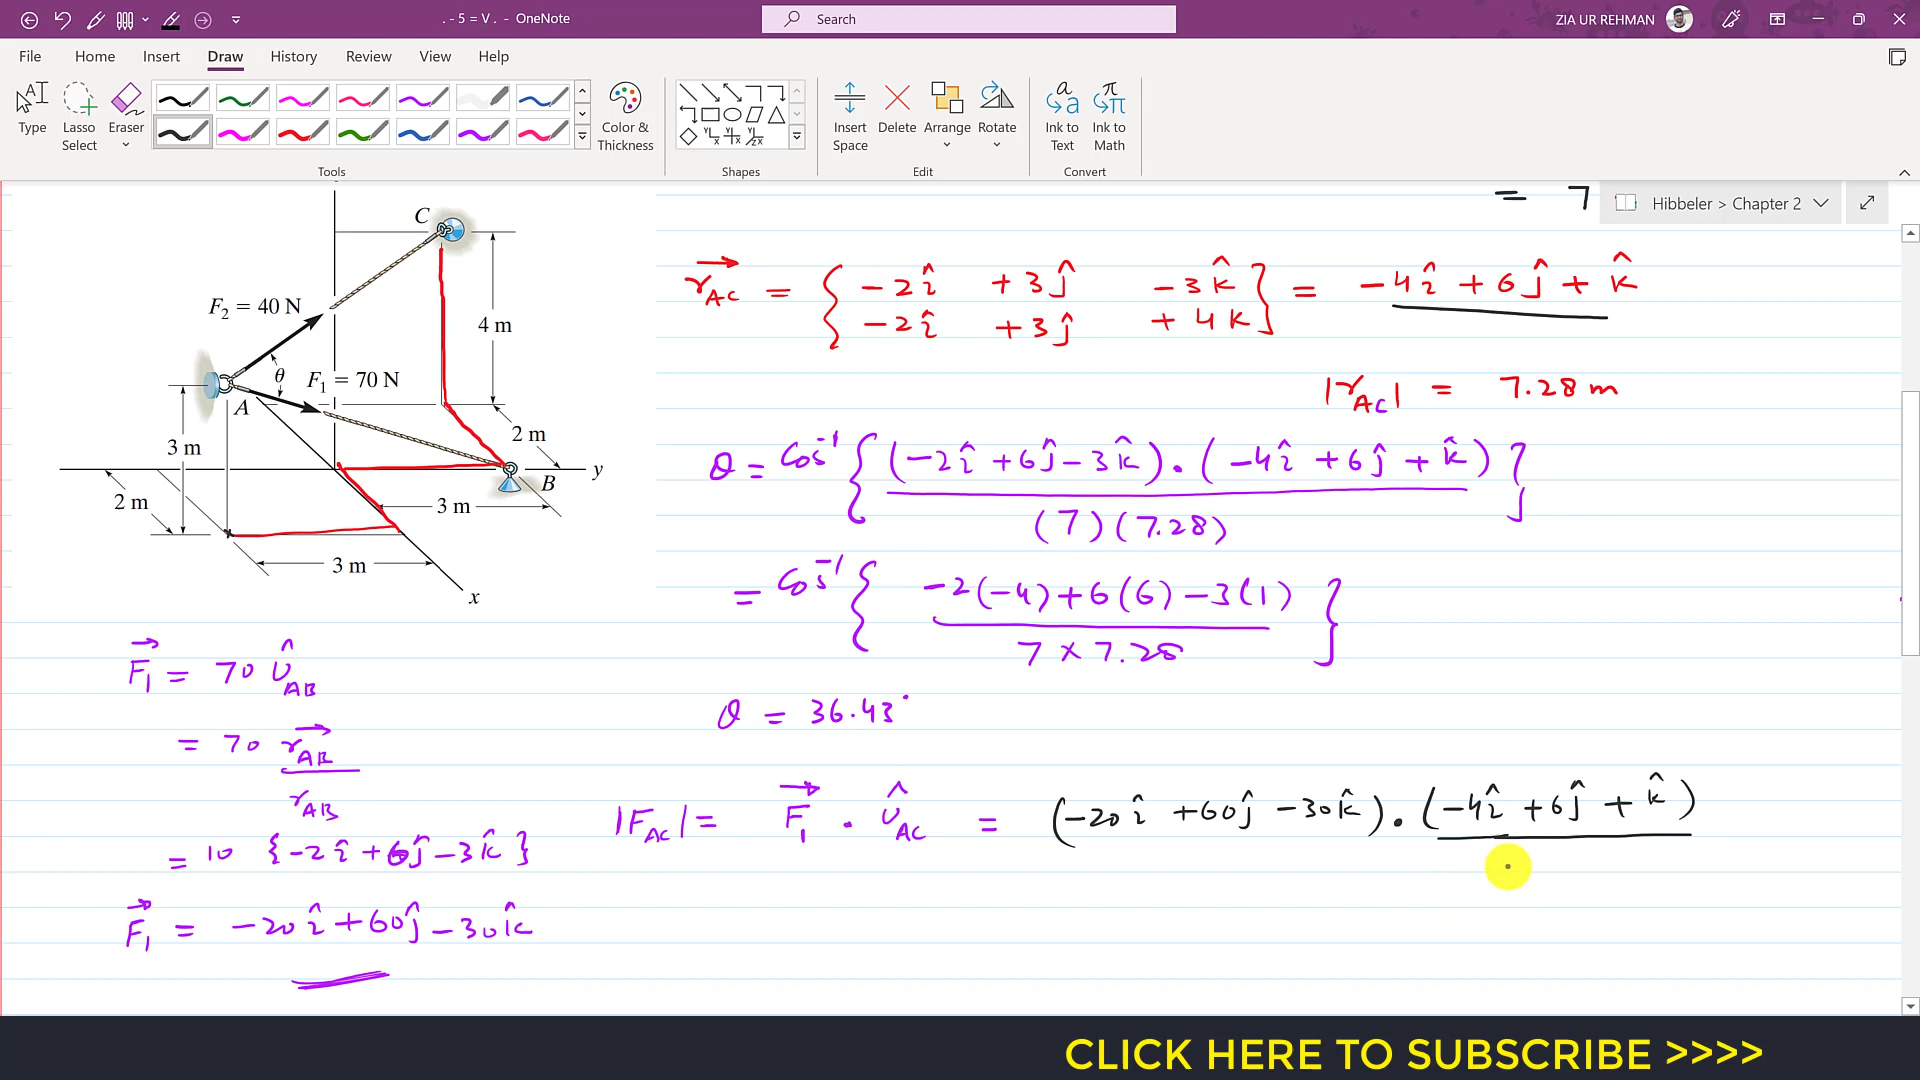 . - 5 = V . - OneNote
Search
ZIA UR REHMAN
File Home Insert Draw History Review View Help
Type
Lasso Select
Eraser
Color & Thickness
Insert Space
Delete
Arrange
Rotate
Ink to Text
Ink to Math
Tools
Shapes
Edit
Convert
= 7
Hibbeler > Chapter 2
C
F₂ = 40 N
4 m
θ
F₁ = 70 N
A
2 m
3 m
y
B
2 m
3 m
3 m
x
r⃗AC = { -2î +3ĵ -3k̂ } = -4î + 6ĵ + k̂
-2î +3ĵ + 4k
|rAC| = 7.28 m
θ = Cos⁻¹ { (-2î +6ĵ -3k̂) . (-4î +6ĵ + k̂) }
(7)(7.28)
= Cos⁻¹ { -2(-4)+6(6)-3(1) }
7 × 7.28
θ = 36.43°
F⃗₁ = 70 ÛAB
= 70 r⃗AB
rAB
= 10 {-2î +6ĵ -3k̂}
F⃗₁ = -20î +60ĵ -30k̂
|FAC| = F⃗₁ . ÛAC = (-20î +60ĵ -30k̂) . (-4î +6ĵ + k̂)
CLICK HERE TO SUBSCRIBE >>>>